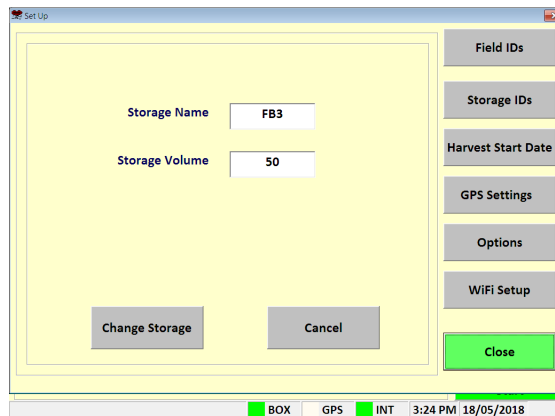 Set Up
Field IDs
Storage IDs
Storage Name FB3
Harvest Start Date
Storage Volume 50
GPS Settings
Options
WiFi Setup
Change Storage Cancel
Close
BOX GPS INT 3:24 PM 18/05/2018